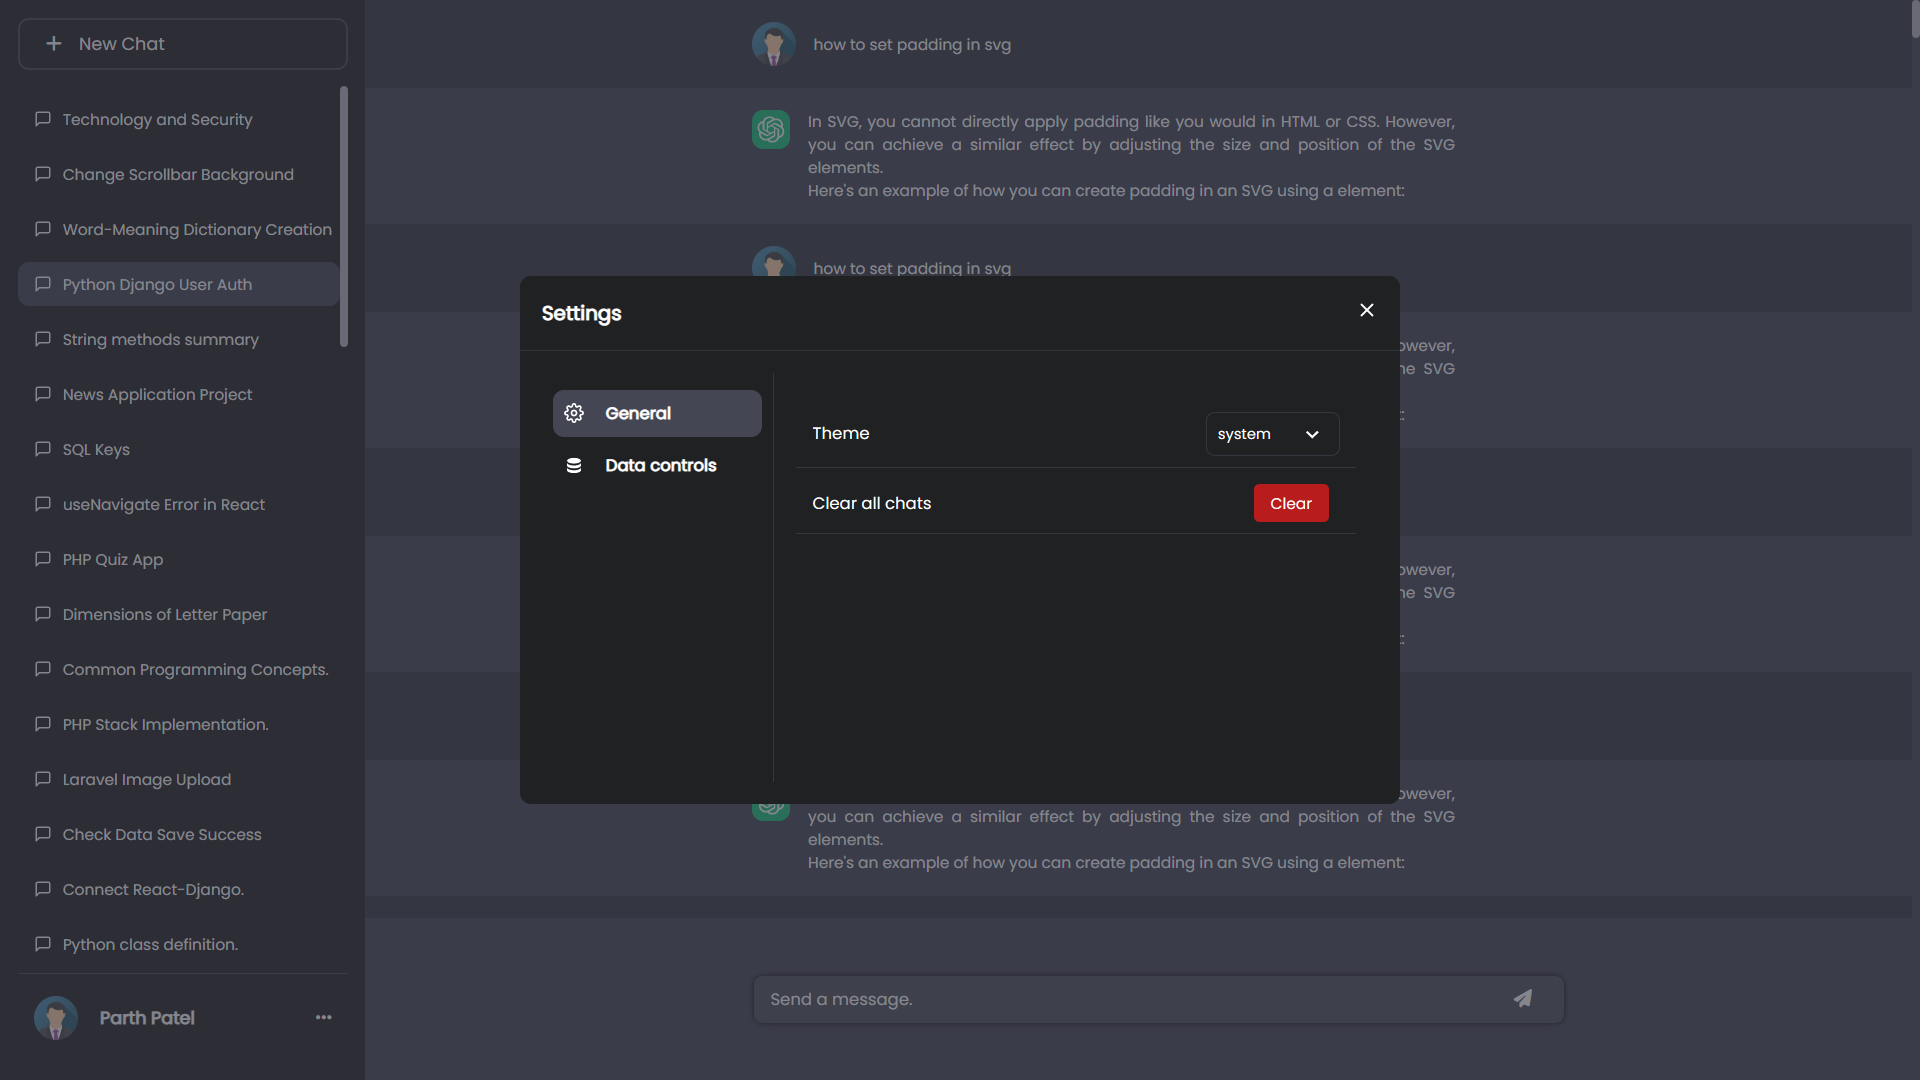 New Chat
Technology and Security
Change Scrollbar Background
Word-Meaning Dictionary Creation
Python Django User Auth
String methods summary
News Application Project
SQL Keys
useNavigate Error in React
PHP Quiz App
Dimensions of Letter Paper
Common Programming Concepts.
PHP Stack Implementation.
Laravel Image Upload
Check Data Save Success
Connect React-Django.
Python class definition.
Parth Patel
how to set padding in svg
In SVG, you cannot directly apply padding like you would in HTML or CSS. However,
you can achieve a similar effect by adjusting the size and position of the SVG
elements.
Here's an example of how you can create padding in an SVG using a element:
how to set padding in svg
Settings
General
Data controls
Theme
system
Clear all chats
Clear
SVG
SVG
you can achieve a similar effect by adjusting the size and position of the SVG
elements.
Here's an example of how you can create padding in an SVG using a element:
Send a message.